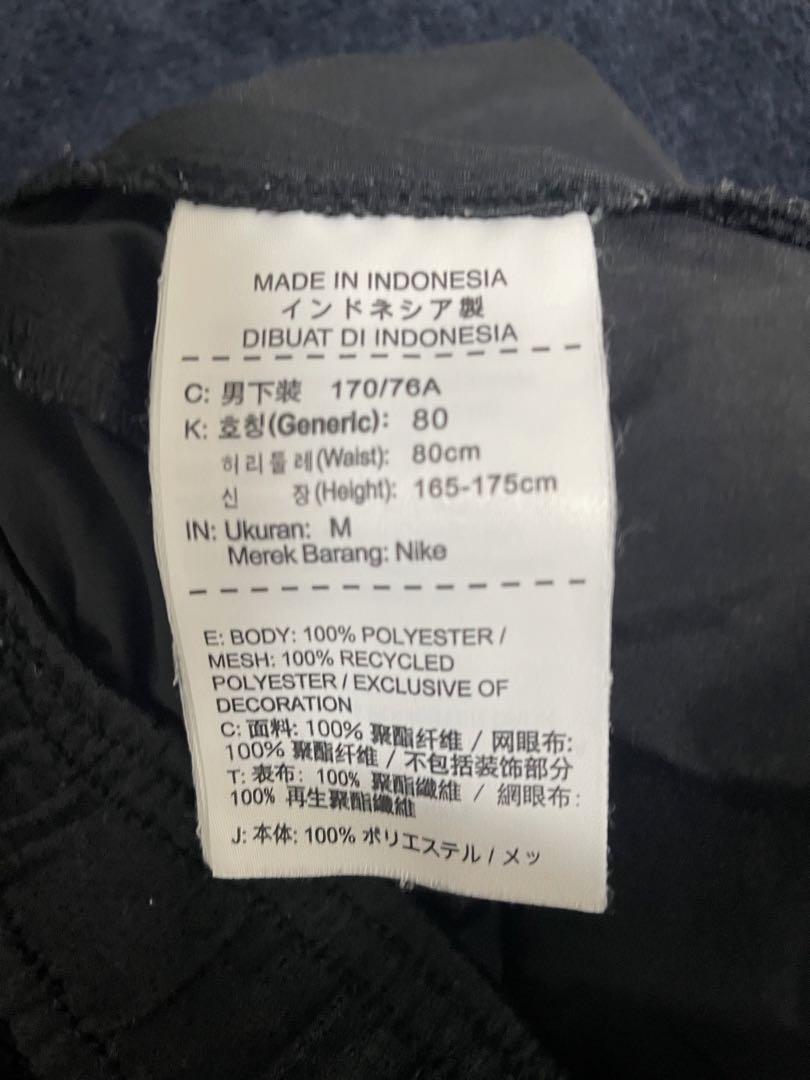 MADE IN INDONESIA
インドネシア製
DIBUAT DI INDONESIA
C: 男下装 170/76A
K: 호칭(Generic): 80
허리둘레(Waist): 80cm
신 장(Height): 165-175cm
IN: Ukuran: M
Merek Barang: Nike
E: BODY: 100% POLYESTER /
MESH: 100% RECYCLED
POLYESTER / EXCLUSIVE OF
DECORATION
C: 面料: 100% 聚酯纤维 / 网眼布:
100% 聚酯纤维 / 不包括装饰部分
T: 表布: 100% 聚酯纖維 / 網眼布:
100% 再生聚酯纖維
J: 本体: 100% ポリエステル / メッ